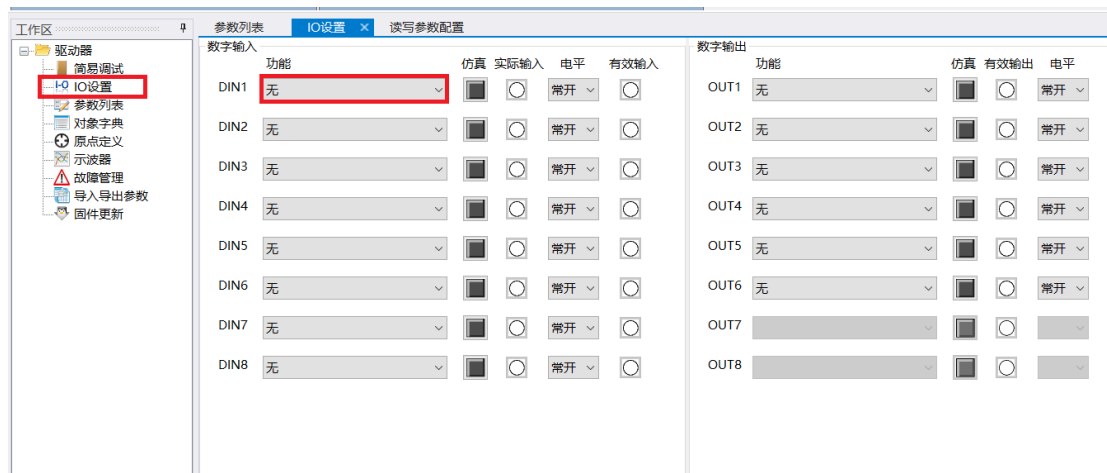 工作区
驱动器
简易调试
I-O IO设置
参数列表
对象字典
原点定义
示波器
故障管理
导入导出参数
固件更新
参数列表 IO设置 × 读写参数配置
数字输入
功能 仿真 实际输入 电平 有效输入
DIN1 无 常开
DIN2 无 常开
DIN3 无 常开
DIN4 无 常开
DIN5 无 常开
DIN6 无 常开
DIN7 无 常开
DIN8 无 常开
数字输出
功能 仿真 有效输出 电平
OUT1 无 常开
OUT2 无 常开
OUT3 无 常开
OUT4 无 常开
OUT5 无 常开
OUT6 无 常开
OUT7
OUT8